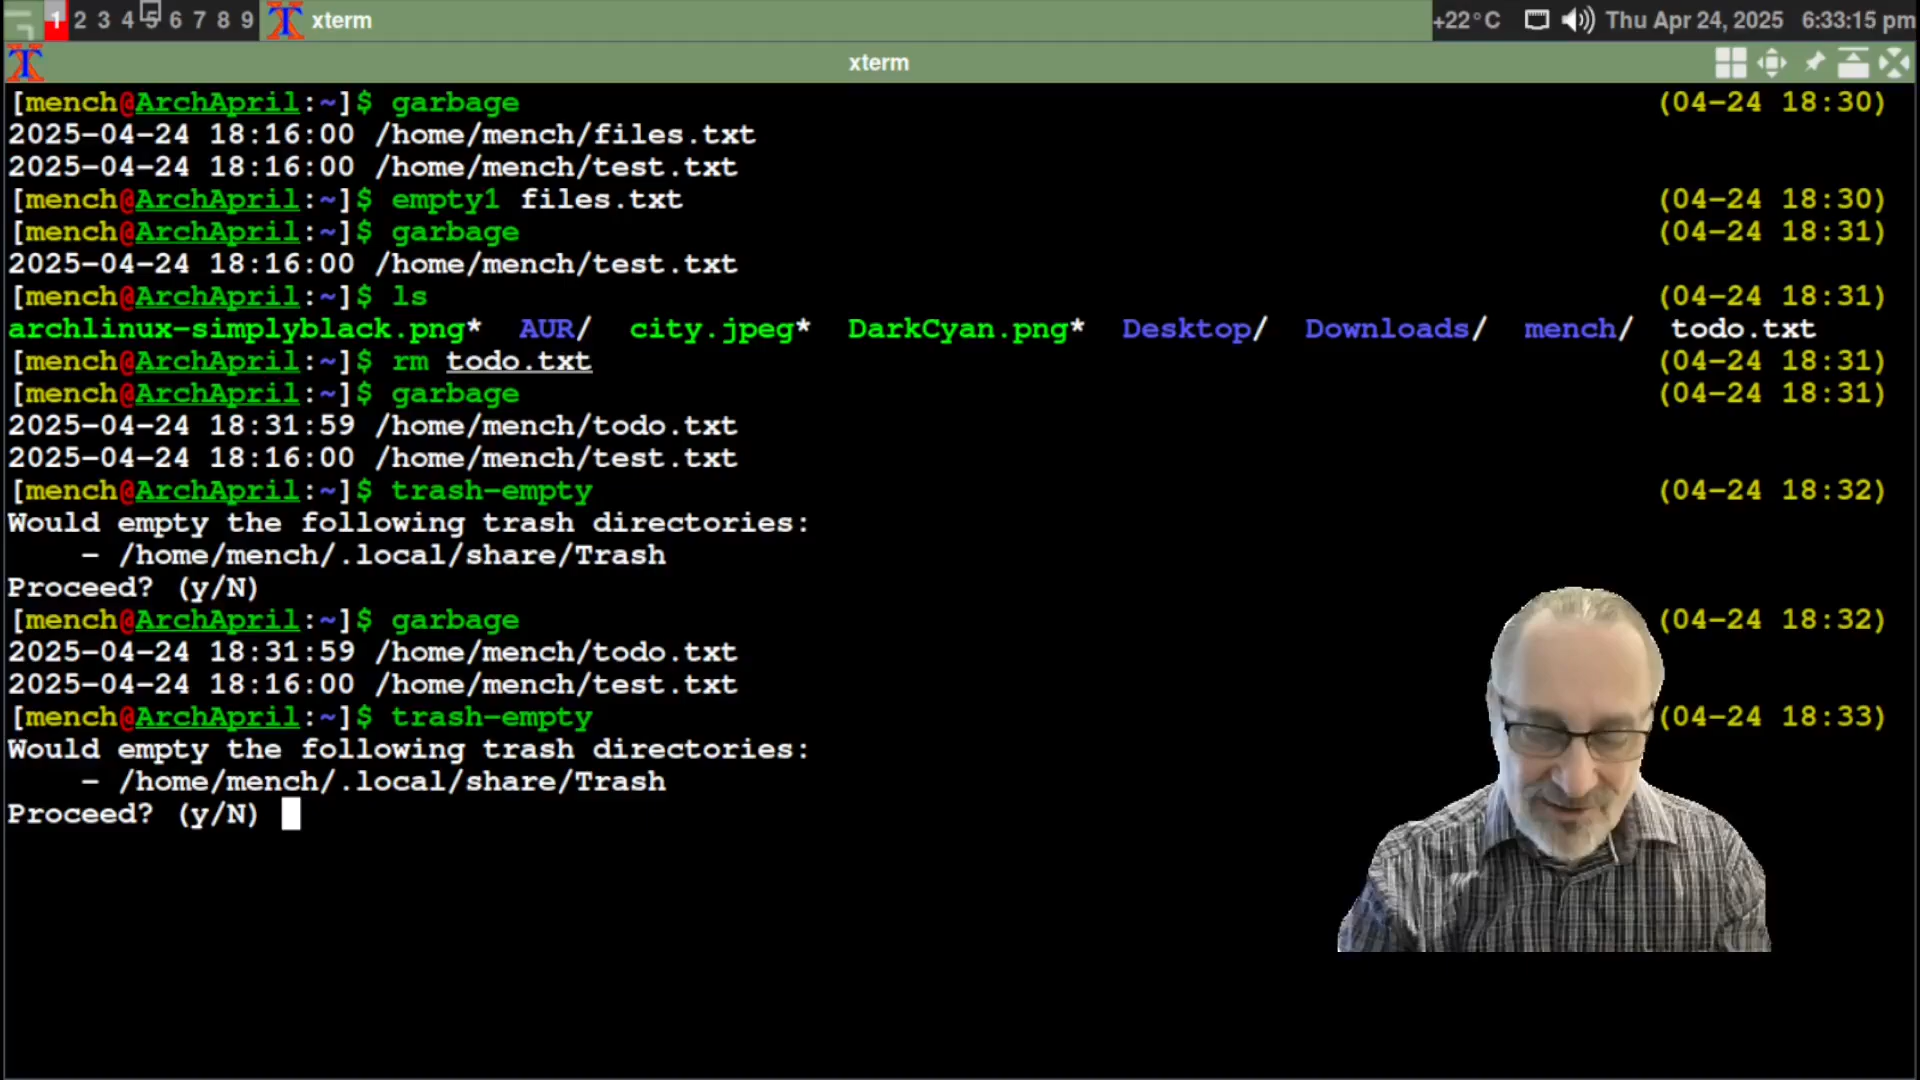 1 2 3 4 5 6 7 8 9 xterm +22°C Thu Apr 24, 2025 6:33:15 pm
xterm
[mench@ArchApril:~]$ garbage (04-24 18:30)
2025-04-24 18:16:00 /home/mench/files.txt
2025-04-24 18:16:00 /home/mench/test.txt
[mench@ArchApril:~]$ empty1 files.txt (04-24 18:30)
[mench@ArchApril:~]$ garbage (04-24 18:31)
2025-04-24 18:16:00 /home/mench/test.txt
[mench@ArchApril:~]$ ls (04-24 18:31)
archlinux-simplyblack.png* AUR/ city.jpeg* DarkCyan.png* Desktop/ Downloads/ mench/ todo.txt
[mench@ArchApril:~]$ rm todo.txt (04-24 18:31)
[mench@ArchApril:~]$ garbage (04-24 18:31)
2025-04-24 18:31:59 /home/mench/todo.txt
2025-04-24 18:16:00 /home/mench/test.txt
[mench@ArchApril:~]$ trash-empty (04-24 18:32)
Would empty the following trash directories:
    - /home/mench/.local/share/Trash
Proceed? (y/N)
[mench@ArchApril:~]$ garbage (04-24 18:32)
2025-04-24 18:31:59 /home/mench/todo.txt
2025-04-24 18:16:00 /home/mench/test.txt
[mench@ArchApril:~]$ trash-empty (04-24 18:33)
Would empty the following trash directories:
    - /home/mench/.local/share/Trash
Proceed? (y/N)